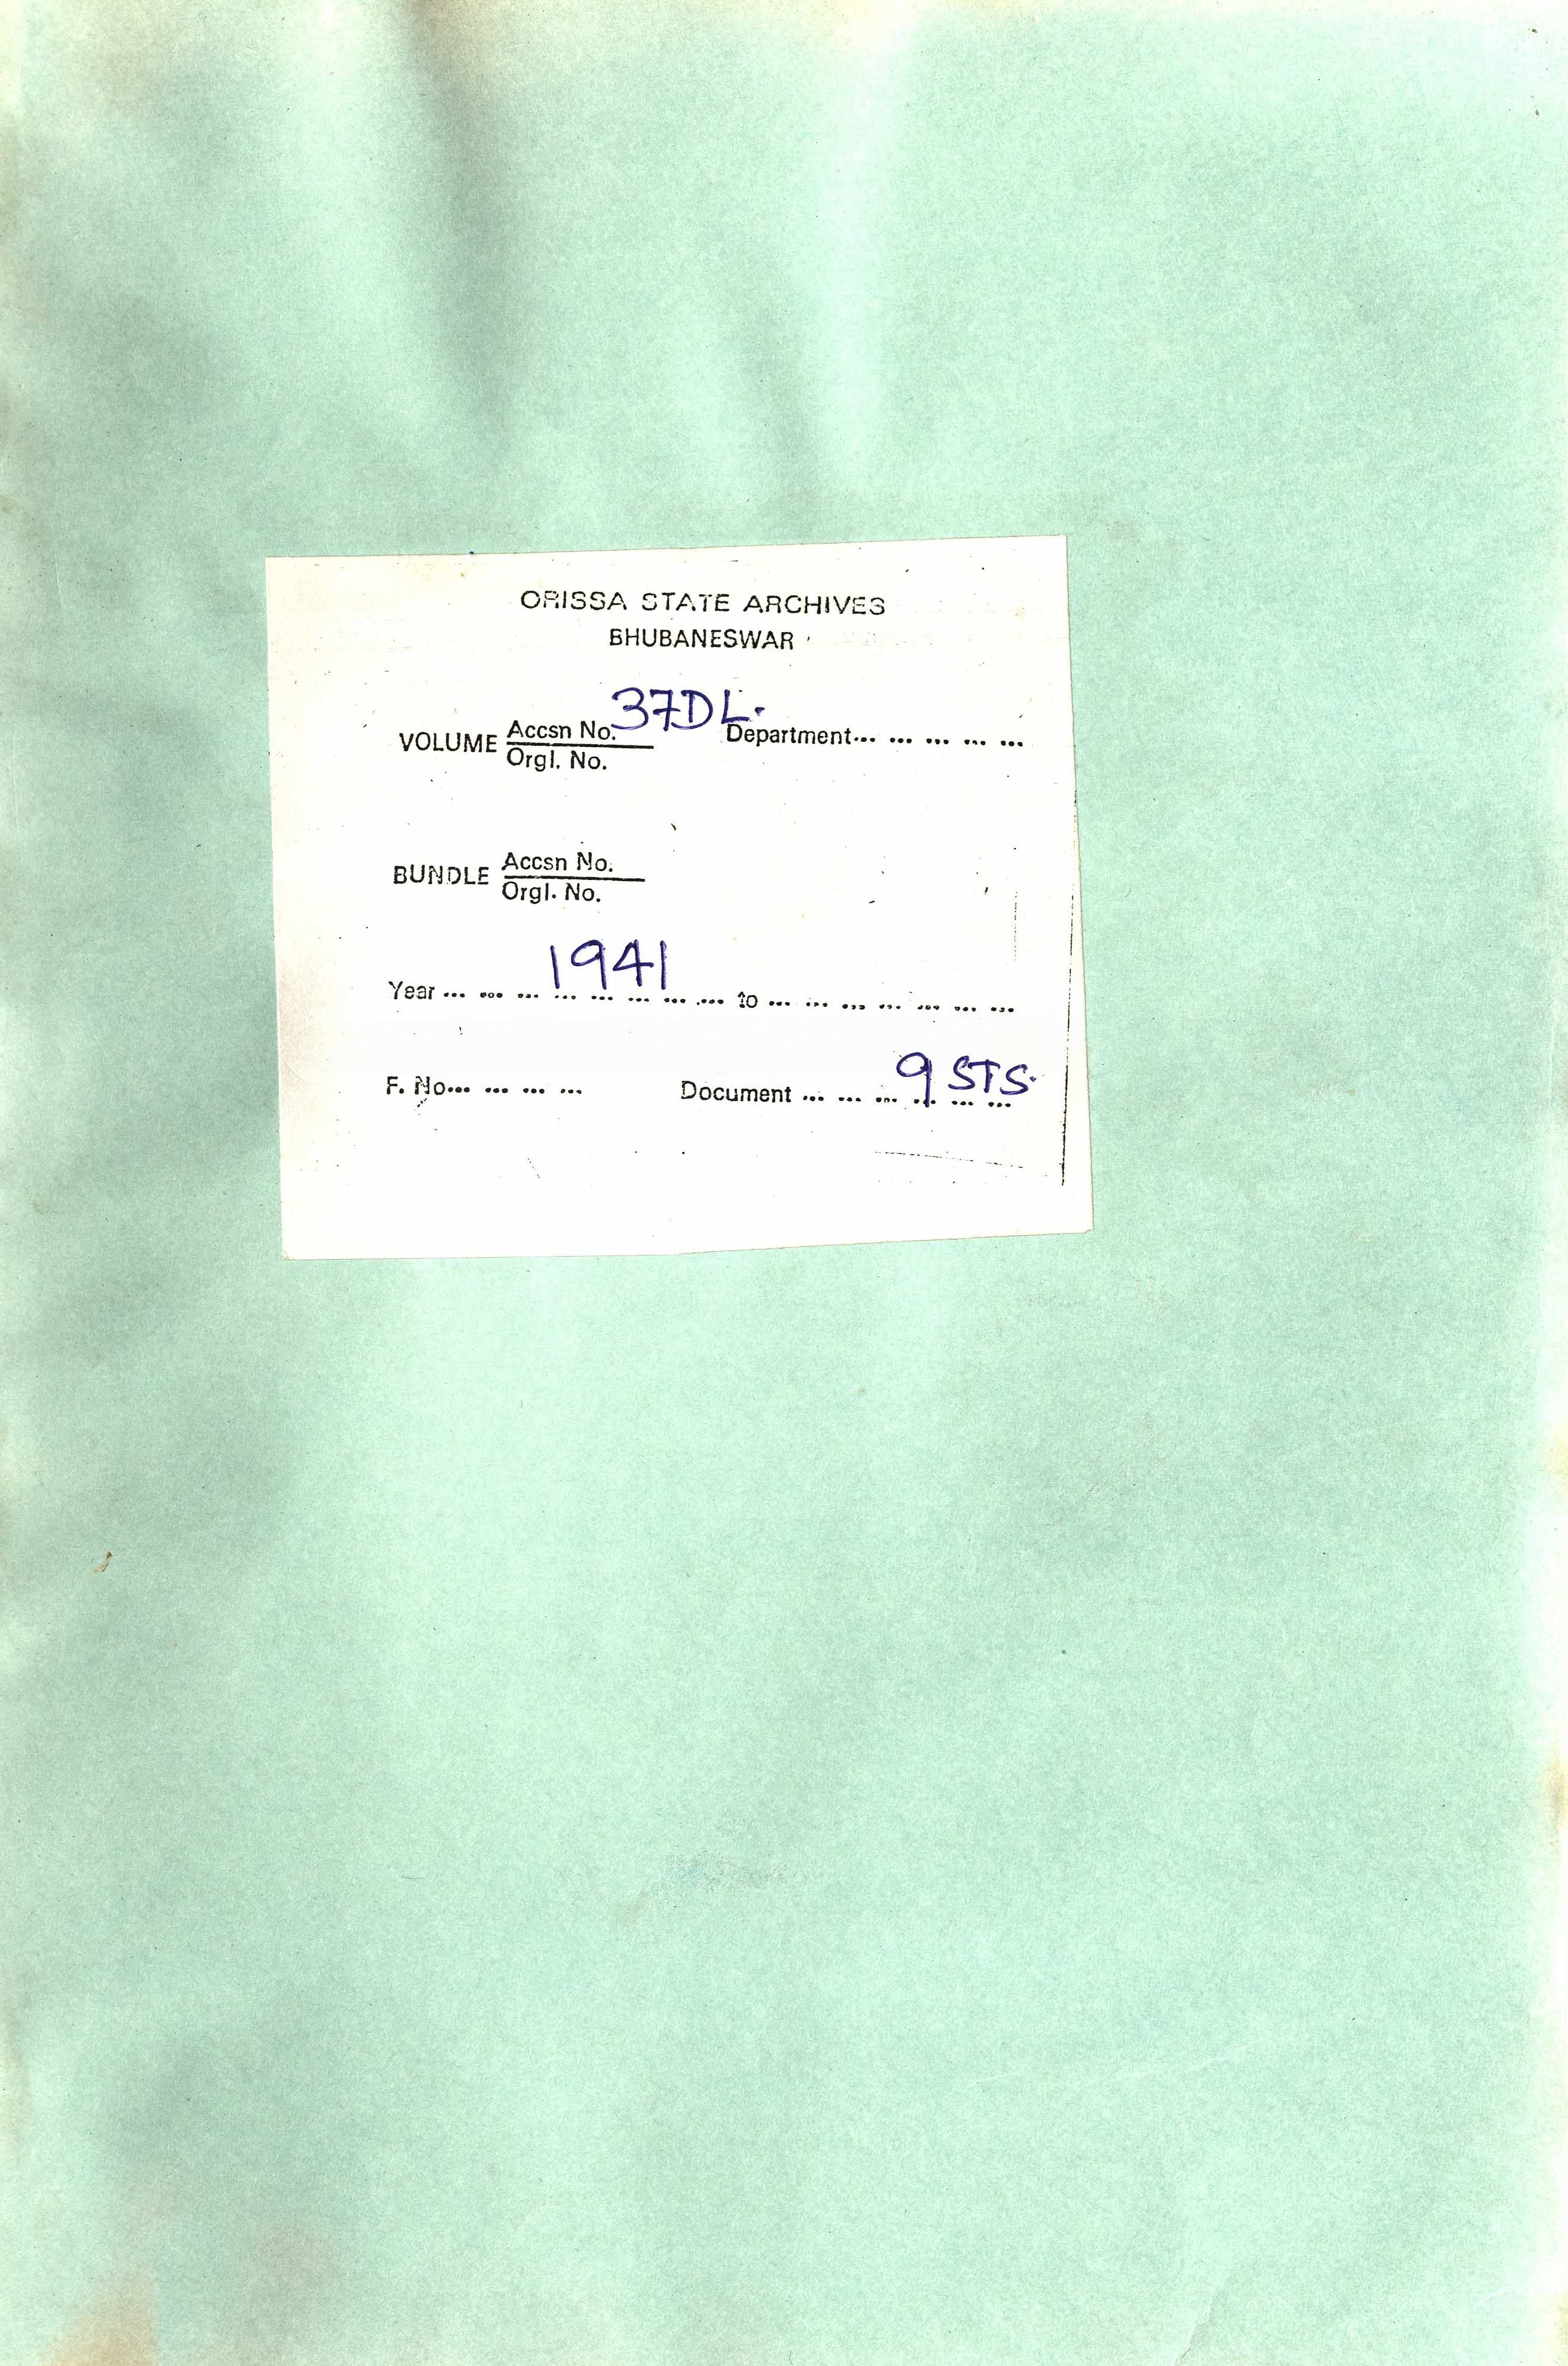 ORISSA STATE ARCHIVES
BHUBANESWAR
VOLUME Accsn No. 37DL. Department... ... ... ... ...
Orgl. No.
BUNDLE Accsn No.
Orgl. No.
Year ... ... ... 1941 ... ... ... ... ... to ... ... ... ... ... ... ...
F. No... ... ... ... Document ... ... ... 9 STS. ... ... ...